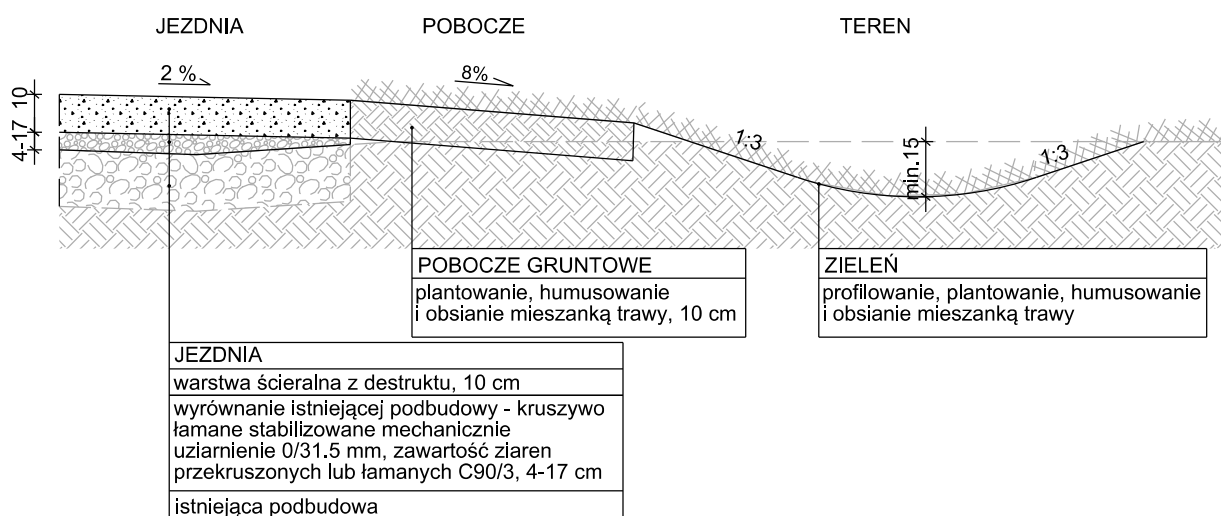 JEZDNIA
POBOCZE
TEREN
2 %
8%
10
4-17
1:3
min.15
1:3
POBOCZE GRUNTOWE
plantowanie, humusowanie
i obsianie mieszanką trawy, 10 cm
ZIELEŃ
profilowanie, plantowanie, humusowanie
i obsianie mieszanką trawy
JEZDNIA
warstwa ścieralna z destruktu, 10 cm
wyrównanie istniejącej podbudowy - kruszywo
łamane stabilizowane mechanicznie
uziarnienie 0/31.5 mm, zawartość ziaren
przekruszonych lub łamanych C90/3, 4-17 cm
istniejąca podbudowa